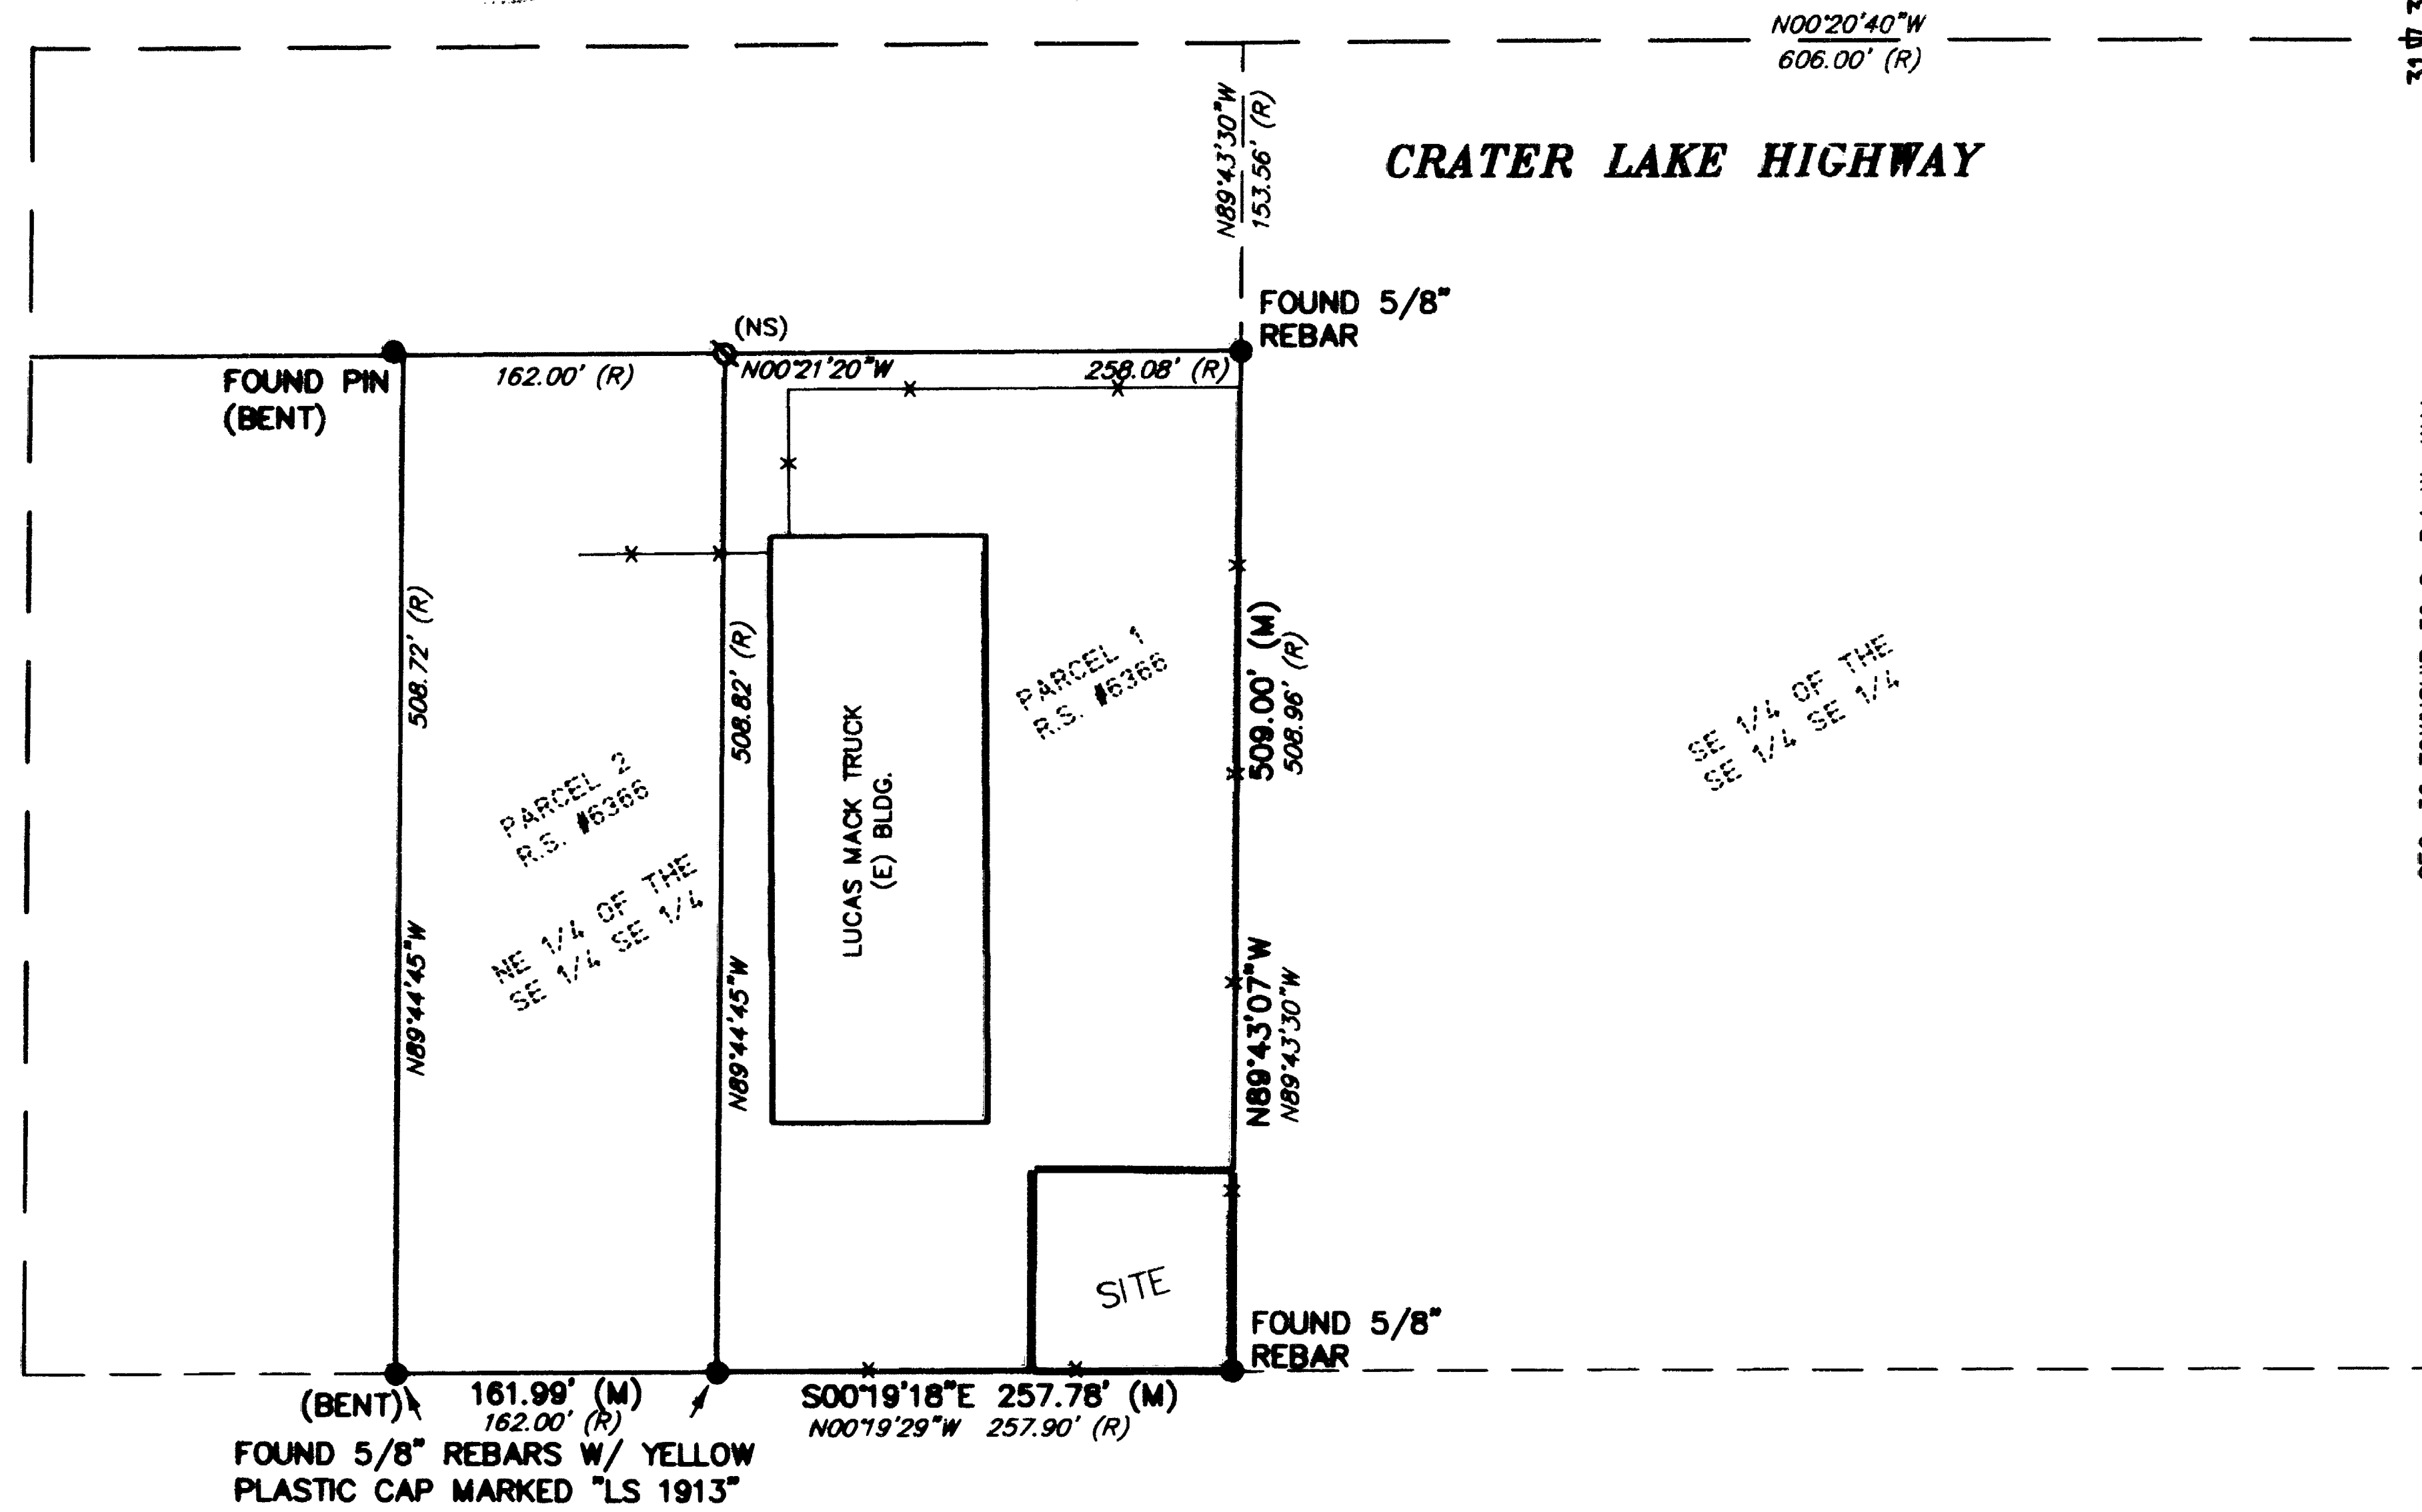 N00°20'40"W
606.00' (R)
N89°43'30"W
153.56' (R)
CRATER LAKE HIGHWAY
FOUND 5/8"
REBAR
(NS)
FOUND PIN
(BENT)
162.00' (R)
N00°21'20"W
258.08' (R)
508.72' (R)
N89°44'45"W
508.82' (R)
N89°44'45"W
PARCEL 2
R.S. #6366
NE 1/4 OF THE
SE 1/4 SE 1/4
LUCAS MACK TRUCK
(E) BLDG.
PARCEL 1
R.S. #6366
509.00' (M)
508.96' (R)
N89°43'07"W
N89°43'30"W
SE 1/4 OF THE
SE 1/4 SE 1/4
SITE
FOUND 5/8"
REBAR
(BENT)
161.99' (M)
162.00' (R)
S00°19'18"E 257.78' (M)
N00°19'29"W 257.90' (R)
FOUND 5/8" REBARS W/ YELLOW
PLASTIC CAP MARKED "LS 1913"